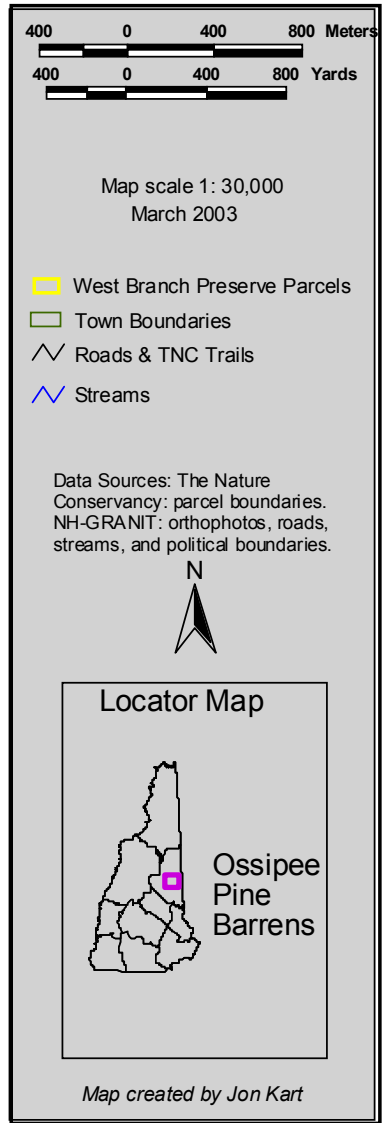 400 0 400 800 Meters
400 0 400 800 Yards
Map scale 1: 30,000
March 2003
West Branch Preserve Parcels
Town Boundaries
Roads & TNC Trails
Streams
Data Sources: The Nature
Conservancy: parcel boundaries.
NH-GRANIT: orthophotos, roads,
streams, and political boundaries.
N
Locator Map
Ossipee
Pine
Barrens
Map created by Jon Kart